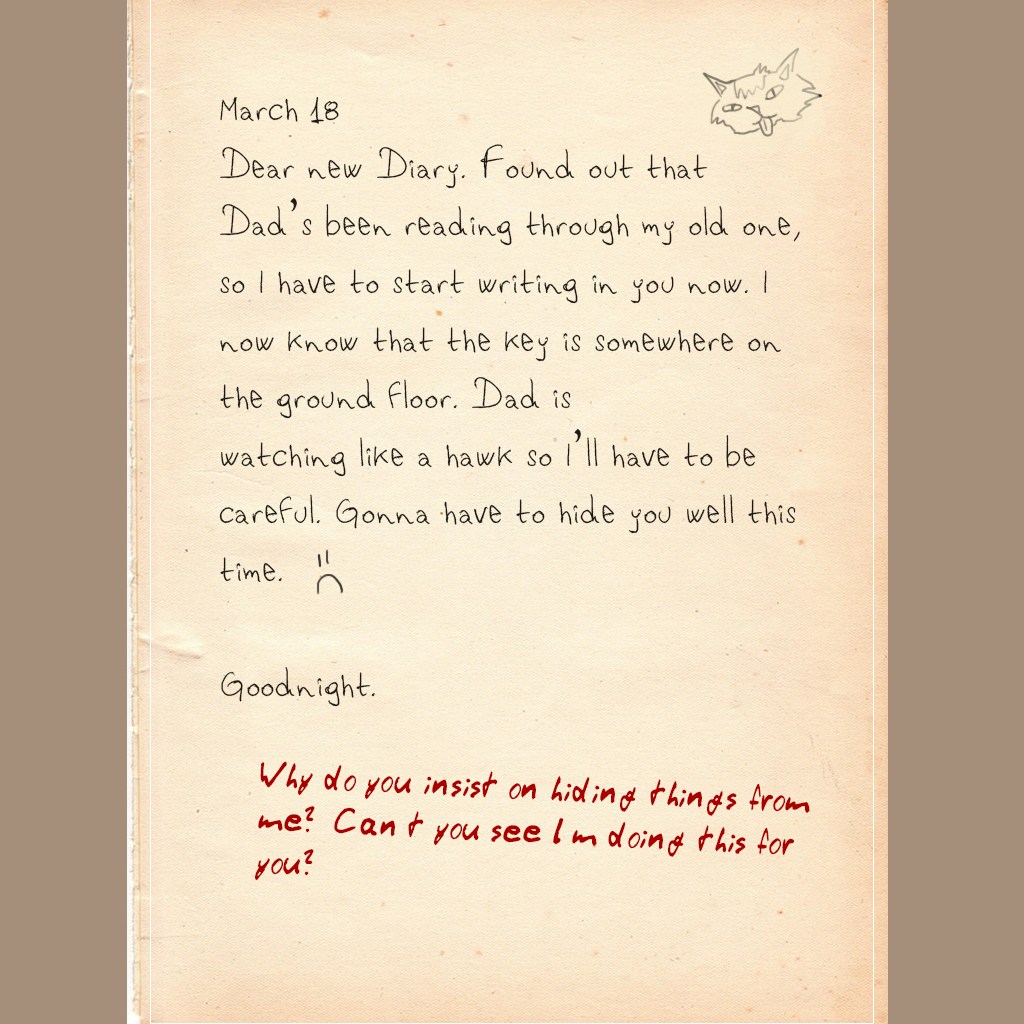 March 18
Dear new Diary. Found out that
Dad's been reading through my old one,
so I have to start writing in you now. I
now know that the key is somewhere on
the ground floor. Dad is
watching like a hawk so I'll have to be
careful. Gonna have to hide you well this
time.
Goodnight.
Why do you insist on hiding things from
me? Can t you see I m doing this for
you?